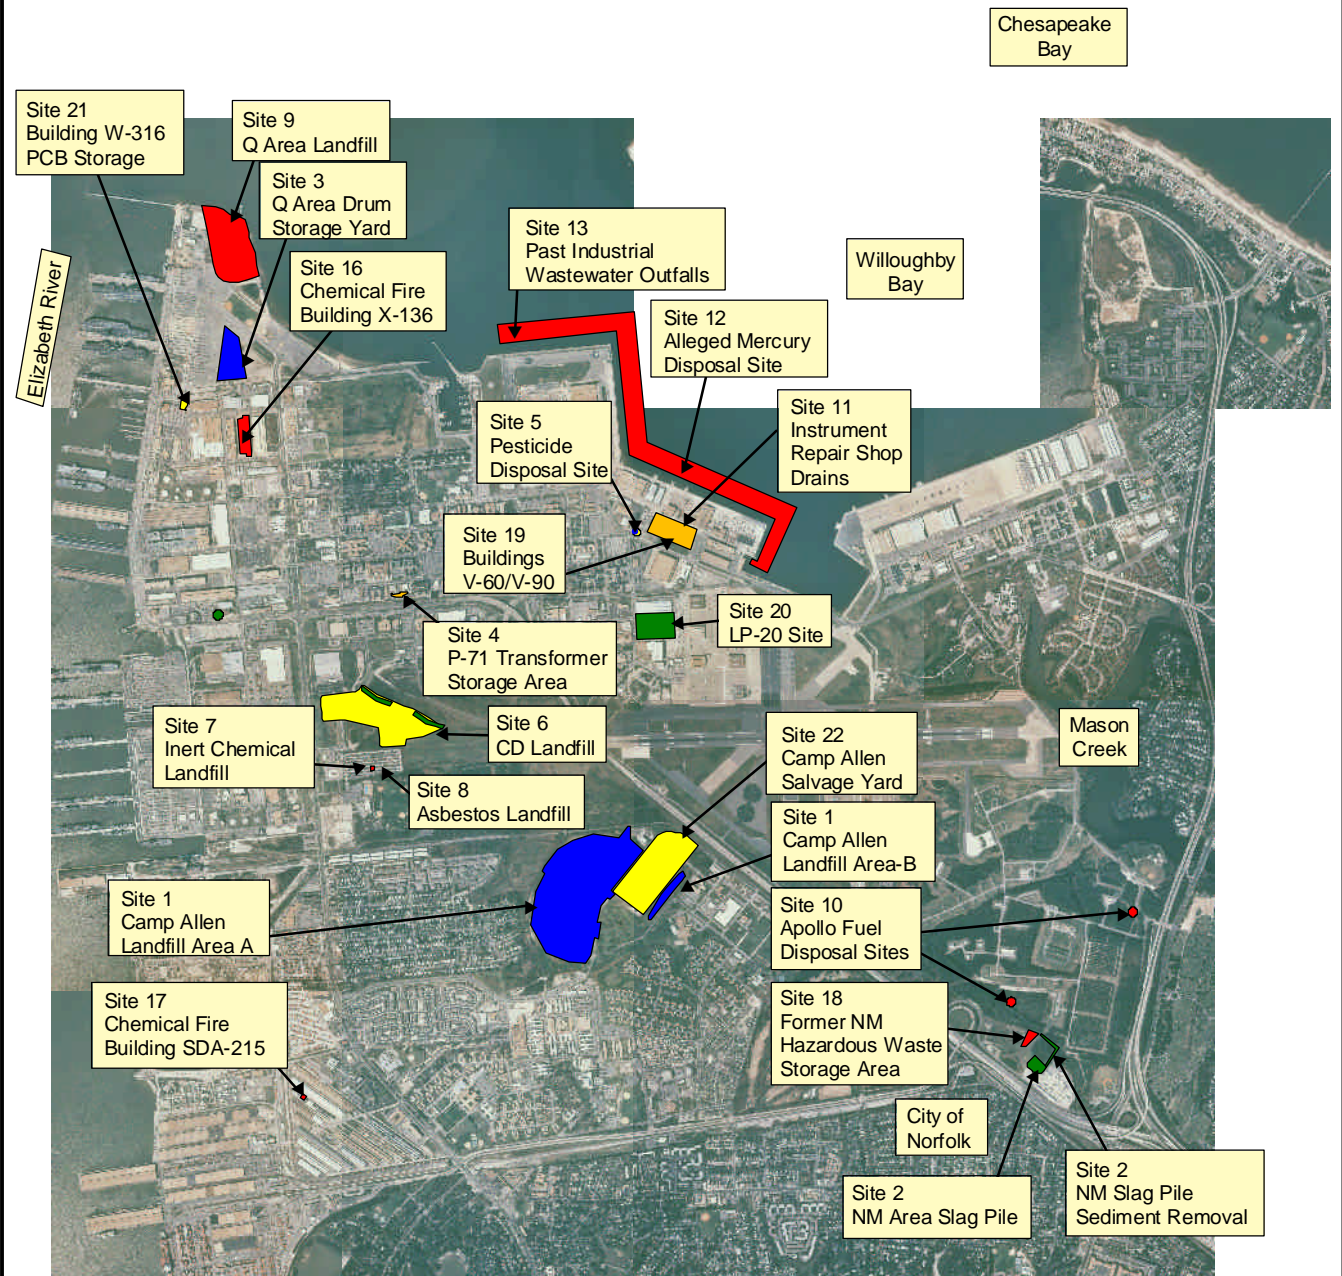 Chesapeake
Bay
Site 21
Building W-316
PCB Storage
Site 9
Q Area Landfill
Site 3
Q Area Drum
Storage Yard
Site 13
Past Industrial
Wastewater Outfalls
Willoughby
Bay
Elizabeth River
Site 16
Chemical Fire
Building X-136
Site 12
Alleged Mercury
Disposal Site
Site 5
Pesticide
Disposal Site
Site 11
Instrument
Repair Shop
Drains
Site 19
Buildings
V-60/V-90
Site 20
LP-20 Site
Site 4
P-71 Transformer
Storage Area
Site 7
Inert Chemical
Landfill
Site 6
CD Landfill
Site 22
Camp Allen
Salvage Yard
Mason
Creek
Site 8
Asbestos Landfill
Site 1
Camp Allen
Landfill Area-B
Site 1
Camp Allen
Landfill Area A
Site 10
Apollo Fuel
Disposal Sites
Site 17
Chemical Fire
Building SDA-215
Site 18
Former NM
Hazardous Waste
Storage Area
City of
Norfolk
Site 2
NM Area Slag Pile
Site 2
NM Slag Pile
Sediment Removal